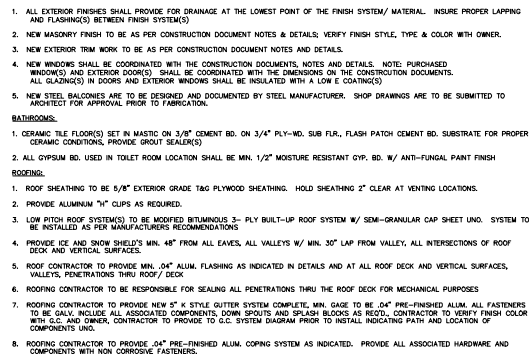 1. ALL EXTERIOR FINISHES SHALL PROVIDE FOR DRAINAGE AT THE LOWEST POINT OF THE FINISH SYSTEM/ MATERIAL. INSURE PROPER LAPPING
AND FLASHING(S) BETWEEN FINISH SYSTEM(S)
2. NEW MASONRY FINISH TO BE AS PER CONSTRUCTION DOCUMENT NOTES & DETAILS; VERIFY FINISH STYLE, TYPE & COLOR WITH OWNER.
3. NEW EXTERIOR TRIM WORK TO BE AS PER CONSTRUCTION DOCUMENT NOTES AND DETAILS.
4. NEW WINDOWS SHALL BE COORDINATED WITH THE CONSTRUCTION DOCUMENTS, NOTES AND DETAILS. NOTE: PURCHASED
WINDOW(S) AND EXTERIOR DOOR(S) SHALL BE COORDINATED WITH THE DIMENSIONS ON THE CONSTRCUTION DOCUMENTS.
ALL GLAZING(S) IN DOORS AND EXTERIOR WINDOWS SHALL BE INSULATED WITH A LOW E COATING(S)
5. NEW STEEL BALCONIES ARE TO BE DESIGNED AND DOCUMENTED BY STEEL MANUFACTURER. SHOP DRAWINGS ARE TO BE SUBMITTED TO
ARCHITECT FOR APPROVAL PRIOR TO FABRICATION.
BATHROOMS:
1. CERAMIC TILE FLOOR(S) SET IN MASTIC ON 3/8" CEMENT BD. ON 3/4" PLY-WD. SUB FLR., FLASH PATCH CEMENT BD. SUBSTRATE FOR PROPER
CERAMIC CONDITIONS, PROVIDE GROUT SEALER(S)
2. ALL GYPSUM BD. USED IN TOILET ROOM LOCATION SHALL BE MIN. 1/2" MOISTURE RESISTANT GYP. BD. W/ ANTI-FUNGAL PAINT FINISH
ROOFING:
1. ROOF SHEATHING TO BE 5/8" EXTERIOR GRADE T&G PLYWOOD SHEATHING. HOLD SHEATHING 2" CLEAR AT VENTING LOCATIONS.
2. PROVIDE ALUMINUM "H" CLIPS AS REQUIRED.
3. LOW PITCH ROOF SYSTEM(S) TO BE MODIFIED BITUMINOUS 3- PLY BUILT-UP ROOF SYSTEM W/ SEMI-GRANULAR CAP SHEET UNO. SYSTEM TO
BE INSTALLED AS PER MANUFACTURERS RECOMMENDATIONS
4. PROVIDE ICE AND SNOW SHIELD'S MIN. 48" FROM ALL EAVES, ALL VALLEYS W/ MIN. 30" LAP FROM VALLEY, ALL INTERSECTIONS OF ROOF
DECK AND VERTICAL SURFACES.
5. ROOF CONTRACTOR TO PROVIDE MIN. .04" ALUM. FLASHING AS INDICATED IN DETAILS AND AT ALL ROOF DECK AND VERTICAL SURFACES,
VALLEYS, PENETRATIONS THRU ROOF/ DECK
6. ROOFING CONTRACTOR TO BE RESPONSIBLE FOR SEALING ALL PENETRATIONS THRU THE ROOF DECK FOR MECHANICAL PURPOSES
7. ROOFING CONTRACTOR TO PROVIDE NEW 5" K STYLE GUTTER SYSTEM COMPLETE, MIN. GAGE TO BE .04" PRE-FINISHED ALUM. ALL FASTENERS
TO BE GALV. INCLUDE ALL ASSOCIATED COMPONENTS, DOWN SPOUTS AND SPLASH BLOCKS AS REQ'D., CONTRACTOR TO VERIFY FINISH COLOR
WITH G.C. AND OWNER, CONTRACTOR TO PROVIDE TO G.C. SYSTEM DIAGRAM PRIOR TO INSTALL INDICATING PATH AND LOCATION OF
COMPONENTS UNO.
8. ROOFING CONTRACTOR TO PROVIDE .04" PRE-FINISHED ALUM. COPING SYSTEM AS INDICATED. PROVIDE ALL ASSOCIATED HARDWARE AND
COMPONENTS WITH NON CORROSIVE FASTENERS.